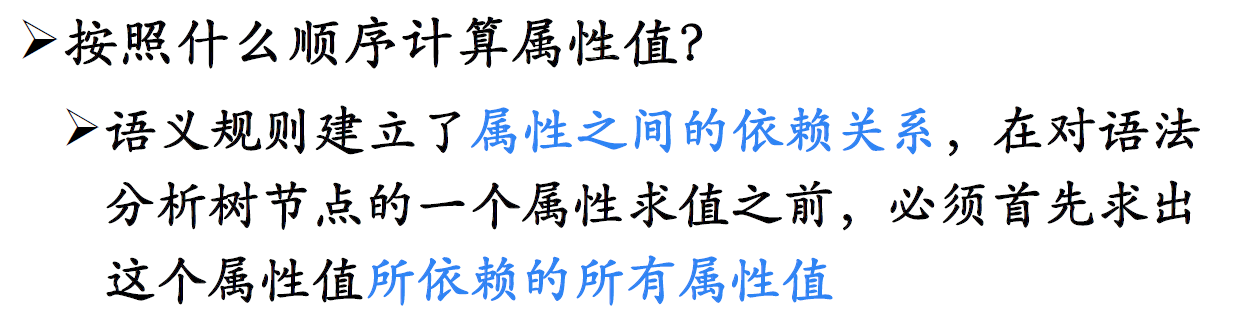 ➢按照什么顺序计算属性值?
➢语义规则建立了属性之间的依赖关系，在对语法
分析树节点的一个属性求值之前，必须首先求出
这个属性值所依赖的所有属性值